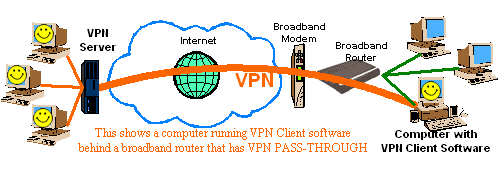 VPN
Server
Internet
Broadband
Modem
Broadband
Router
VPN
Computer with
VPN Client Software
This shows a computer running VPN Client software
behind a broadband router that has VPN PASS-THROUGH